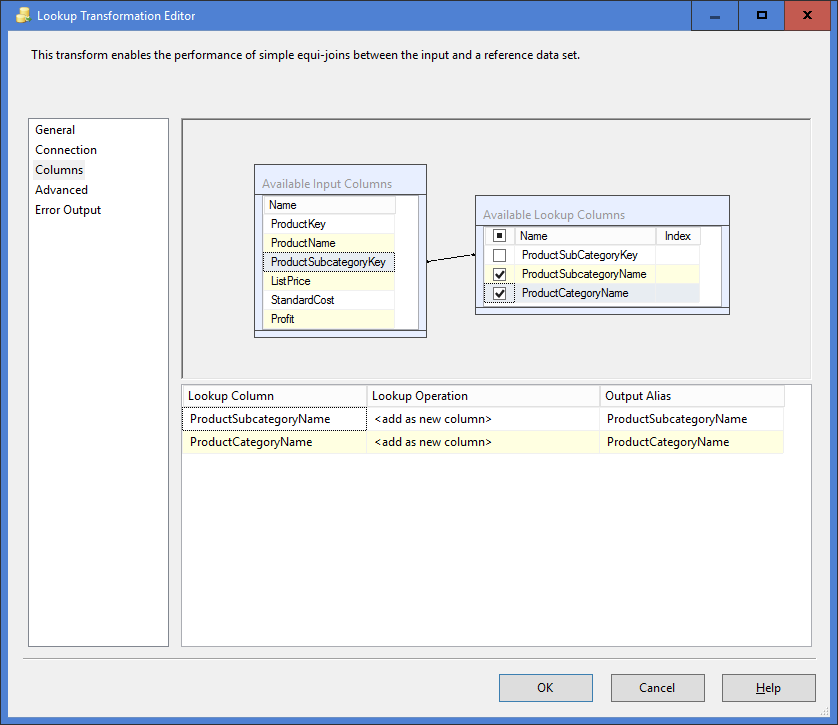 Lookup Transformation Editor
This transform enables the performance of simple equi-joins between the input and a reference data set.
General
Connection
Columns
Advanced
Error Output
Available Input Columns
Name
ProductKey
ProductName
ProductSubcategoryKey
ListPrice
StandardCost
Profit
Available Lookup Columns
Name Index
ProductSubCategoryKey
ProductSubcategoryName
ProductCategoryName
Lookup Column Lookup Operation Output Alias
ProductSubcategoryName <add as new column> ProductSubcategoryName
ProductCategoryName <add as new column> ProductCategoryName
OK Cancel Help